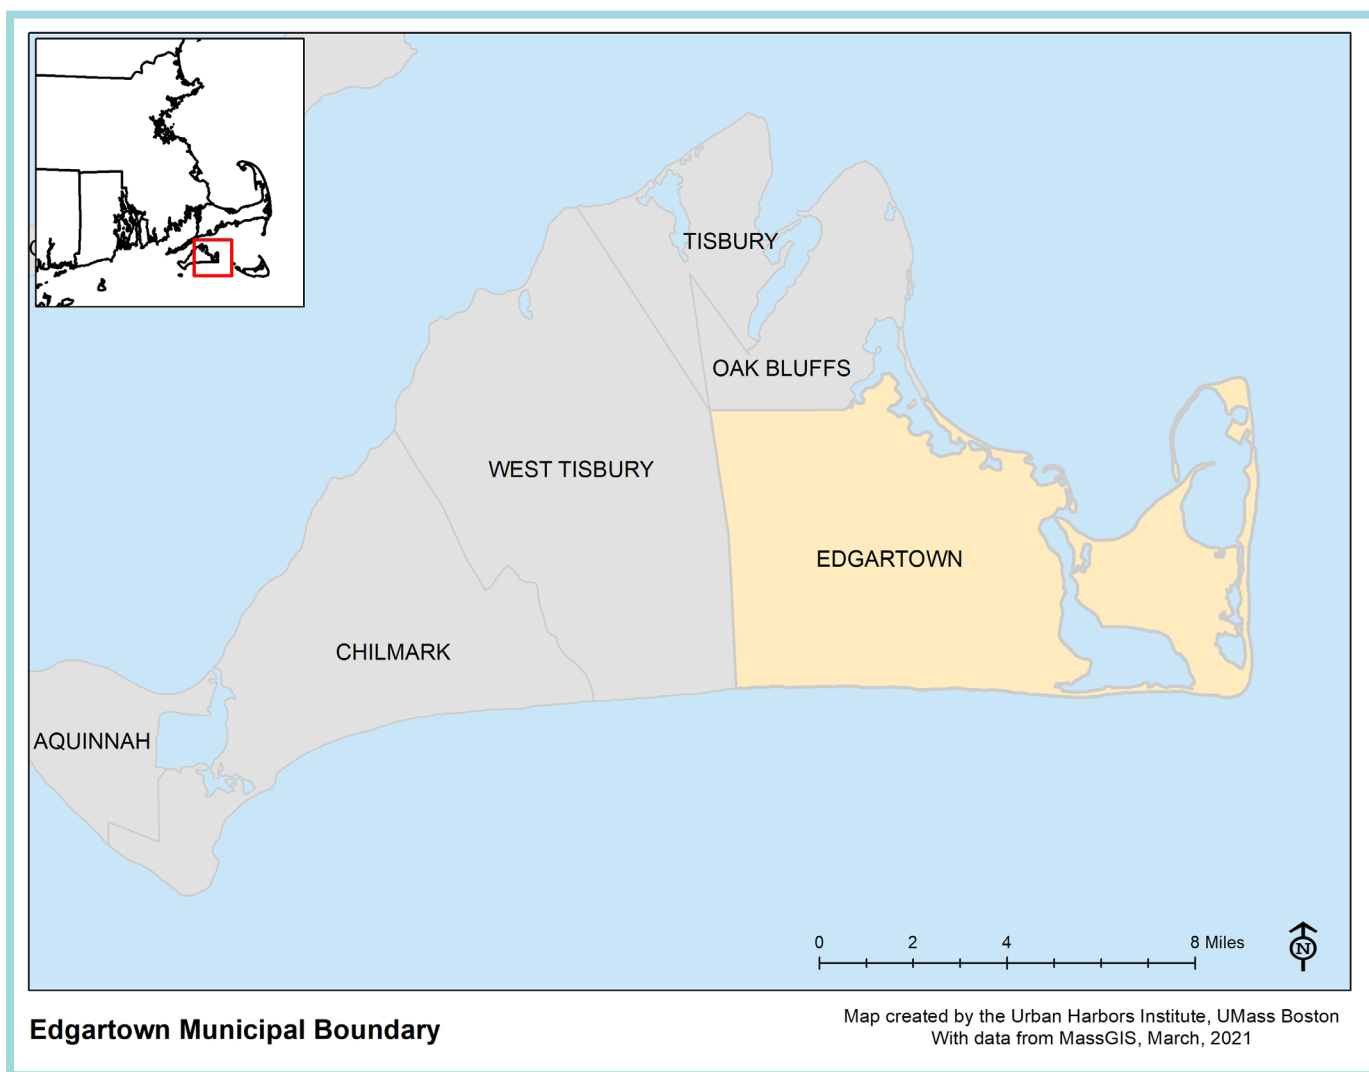 TISBURY
OAK BLUFFS
WEST TISBURY
EDGARTOWN
CHILMARK
AQUINNAH
0 2 4 8 Miles
N
Edgartown Municipal Boundary
Map created by the Urban Harbors Institute, UMass Boston
With data from MassGIS, March, 2021